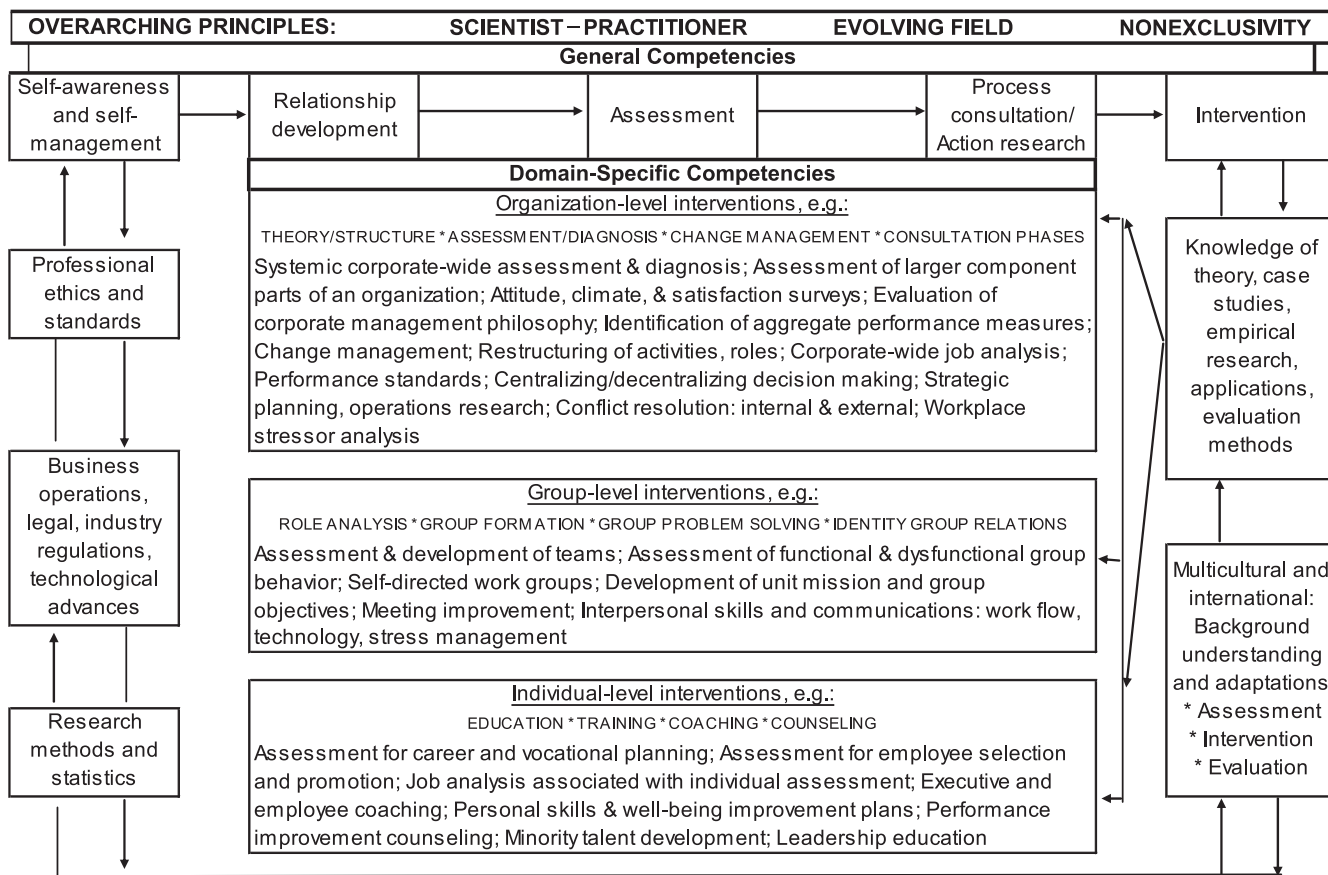 OVERARCHING PRINCIPLES: SCIENTIST–PRACTITIONER EVOLVING FIELD NONEXCLUSIVITY
General Competencies
Self-awareness
and self-
management
Relationship
development
Assessment
Process
consultation/
Action research
Intervention
Domain-Specific Competencies
Organization-level interventions, e.g.:
THEORY/STRUCTURE * ASSESSMENT/DIAGNOSIS * CHANGE MANAGEMENT * CONSULTATION PHASES
Systemic corporate-wide assessment & diagnosis; Assessment of larger component
parts of an organization; Attitude, climate, & satisfaction surveys; Evaluation of
corporate management philosophy; Identification of aggregate performance measures;
Change management; Restructuring of activities, roles; Corporate-wide job analysis;
Performance standards; Centralizing/decentralizing decision making; Strategic
planning, operations research; Conflict resolution: internal & external; Workplace
stressor analysis
Professional
ethics and
standards
Knowledge of
theory, case
studies,
empirical
research,
applications,
evaluation
methods
Business
operations,
legal, industry
regulations,
technological
advances
Group-level interventions, e.g.:
ROLE ANALYSIS * GROUP FORMATION * GROUP PROBLEM SOLVING * IDENTITY GROUP RELATIONS
Assessment & development of teams; Assessment of functional & dysfunctional group
behavior; Self-directed work groups; Development of unit mission and group
objectives; Meeting improvement; Interpersonal skills and communications: work flow,
technology, stress management
Multicultural and
international:
Background
understanding
and adaptations
* Assessment
* Intervention
* Evaluation
Research
methods and
statistics
Individual-level interventions, e.g.:
EDUCATION * TRAINING * COACHING * COUNSELING
Assessment for career and vocational planning; Assessment for employee selection
and promotion; Job analysis associated with individual assessment; Executive and
employee coaching; Personal skills & well-being improvement plans; Performance
improvement counseling; Minority talent development; Leadership education